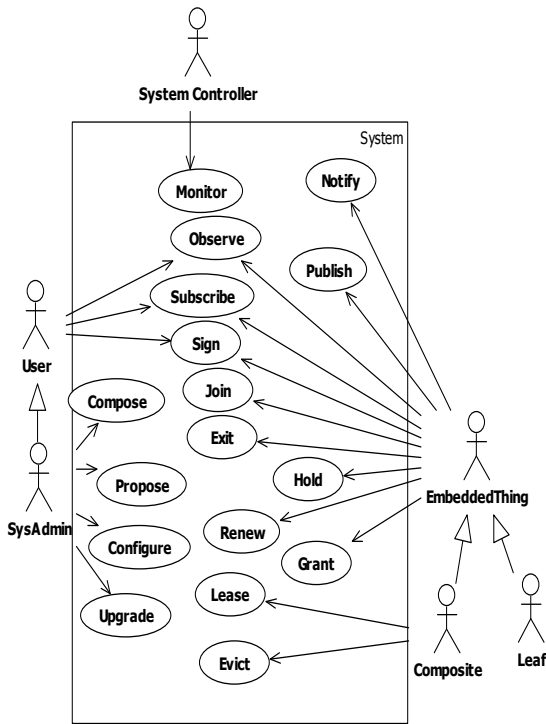 System Controller
System
Notify
Monitor
Observe
Publish
Subscribe
User
Sign
Join
Compose
Exit
Hold
EmbeddedThing
Propose
SysAdmin
Renew
Configure
Grant
Lease
Upgrade
Composite
Leaf
Evict